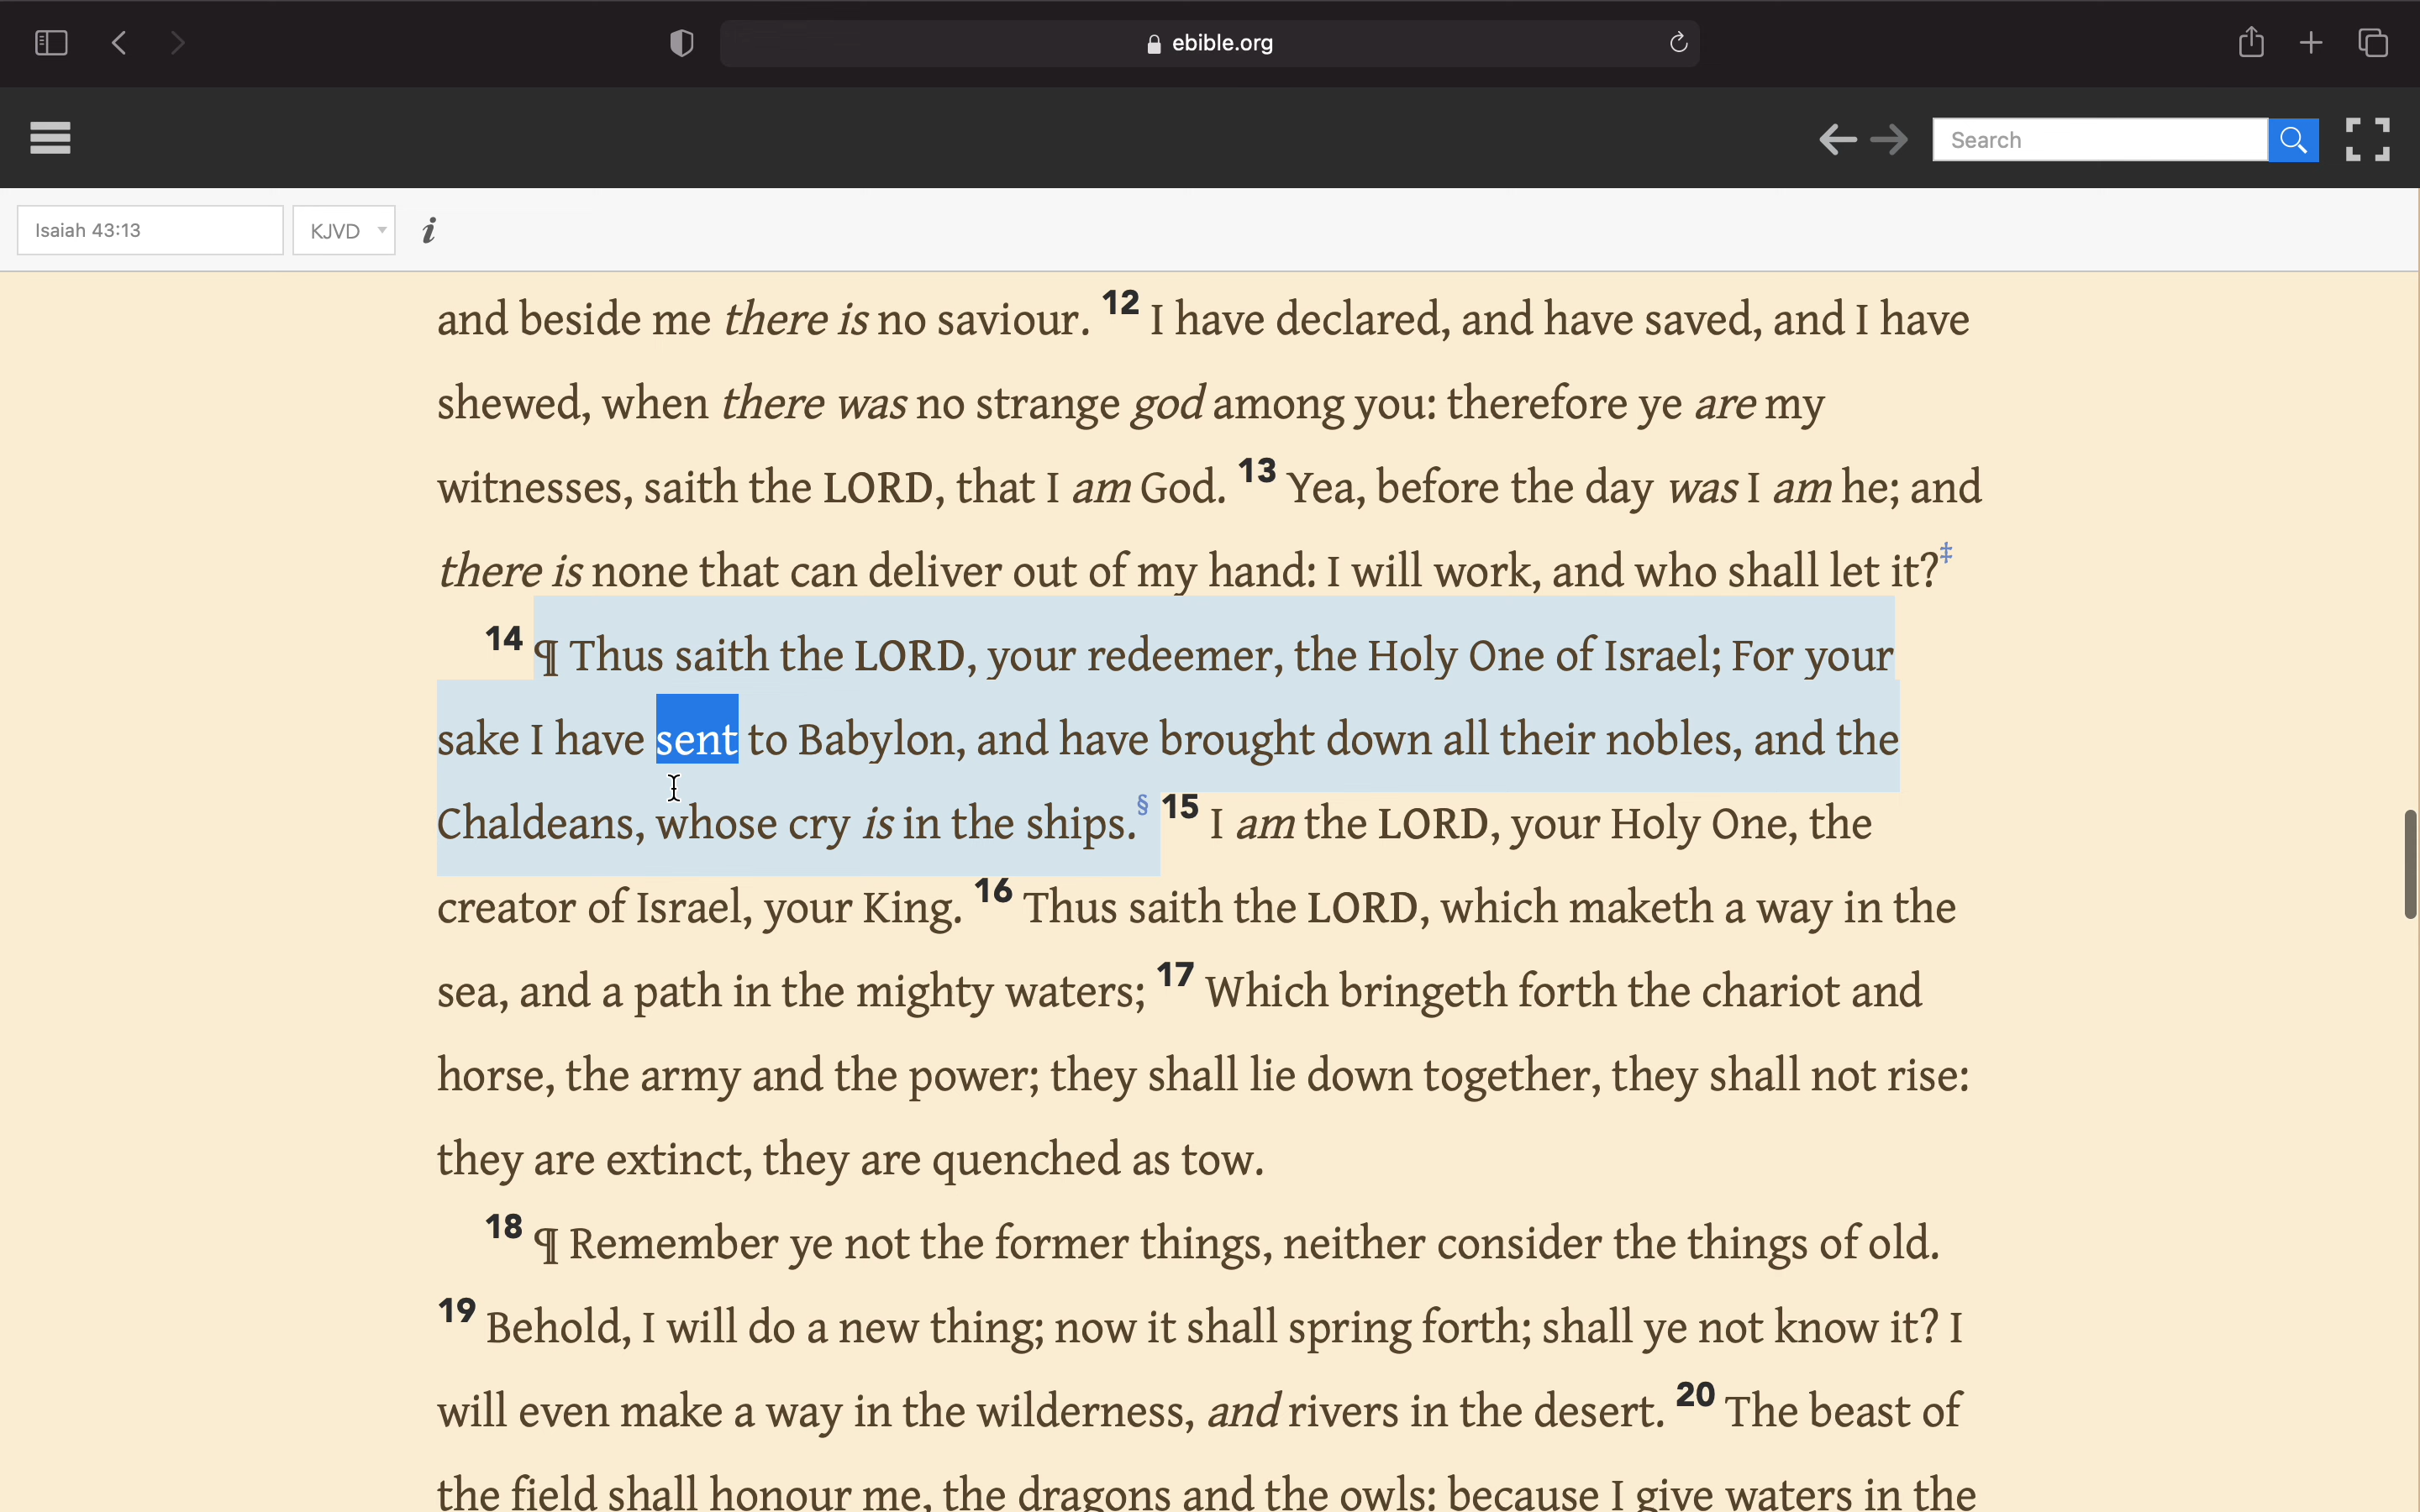 ebible.org
Search
Isaiah 43:13
KJVD
i
and beside me there is no saviour. 12 I have declared, and have saved, and I have
shewed, when there was no strange god among you: therefore ye are my
witnesses, saith the LORD, that I am God. 13 Yea, before the day was I am he; and
there is none that can deliver out of my hand: I will work, and who shall let it?‡
14 ¶ Thus saith the LORD, your redeemer, the Holy One of Israel; For your
sake I have sent to Babylon, and have brought down all their nobles, and the
Chaldeans, whose cry is in the ships.§ 15 I am the LORD, your Holy One, the
creator of Israel, your King. 16 Thus saith the LORD, which maketh a way in the
sea, and a path in the mighty waters; 17 Which bringeth forth the chariot and
horse, the army and the power; they shall lie down together, they shall not rise:
they are extinct, they are quenched as tow.
18 ¶ Remember ye not the former things, neither consider the things of old.
19 Behold, I will do a new thing; now it shall spring forth; shall ye not know it? I
will even make a way in the wilderness, and rivers in the desert. 20 The beast of
the field shall honour me, the dragons and the owls: because I give waters in the